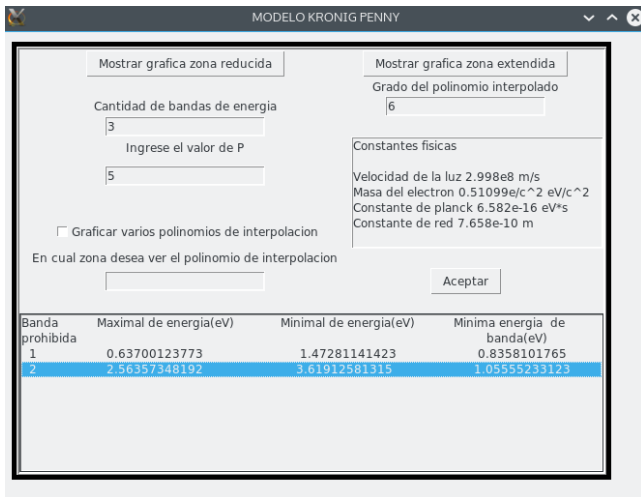 MODELO KRONIG PENNY
Mostrar grafica zona reducida
Mostrar grafica zona extendida
Grado del polinomio interpolado
6
Cantidad de bandas de energia
3
Ingrese el valor de P
5
Constantes fisicas
Velocidad de la luz 2.998e8 m/s
Masa del electron 0.51099e/c^2 eV/c^2
Constante de planck 6.582e-16 eV*s
Constante de red 7.658e-10 m
Graficar varios polinomios de interpolacion
En cual zona desea ver el polinomio de interpolacion
Aceptar
Banda prohibida Maximal de energia(eV) Minimal de energia(eV) Minima energia de banda(eV)
1 0.63700123773 1.47281141423 0.8358101765
2 2.56357348192 3.61912581315 1.05555233123